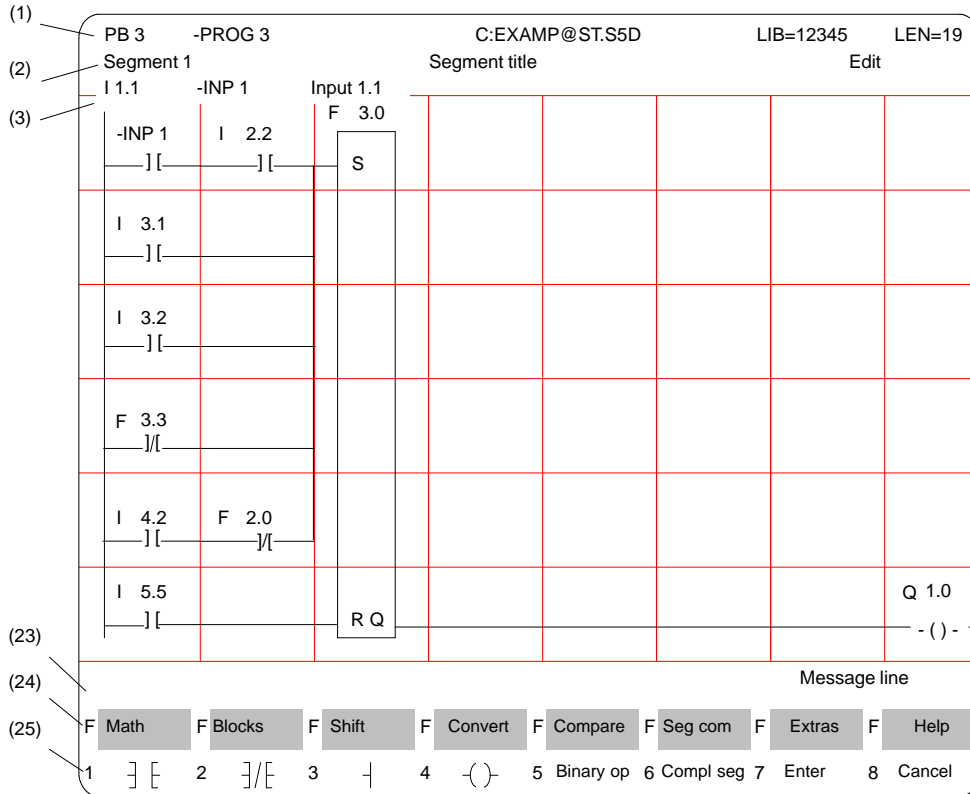 (1)
PB 3 -PROG 3 C:EXAMP@ST.S5D LIB=12345 LEN=19
(2)
Segment 1 Segment title Edit
I 1.1 -INP 1 Input 1.1
(3)
F 3.0
-INP 1 I 2.2
] [ ] [ S
I 3.1
] [
I 3.2
] [
F 3.3
]/[
I 4.2 F 2.0
] [ ]/[
I 5.5 Q 1.0
] [ R Q - ( ) -
(23)
Message line
(24)
(25)
F Math F Blocks F Shift F Convert F Compare F Seg com F Extras F Help
1 ] [ 2 ]/[ 3 ┤ 4 -( )- 5 Binary op 6 Compl seg 7 Enter 8 Cancel